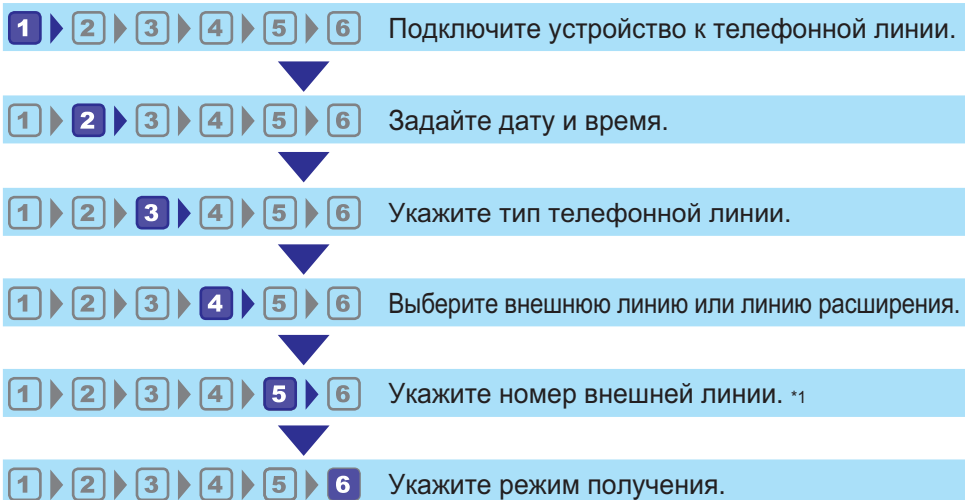 1 2 3 4 5 6 Подключите устройство к телефонной линии.
1 2 3 4 5 6 Задайте дату и время.
1 2 3 4 5 6 Укажите тип телефонной линии.
1 2 3 4 5 6 Выберите внешнюю линию или линию расширения.
1 2 3 4 5 6 Укажите номер внешней линии. *1
1 2 3 4 5 6 Укажите режим получения.